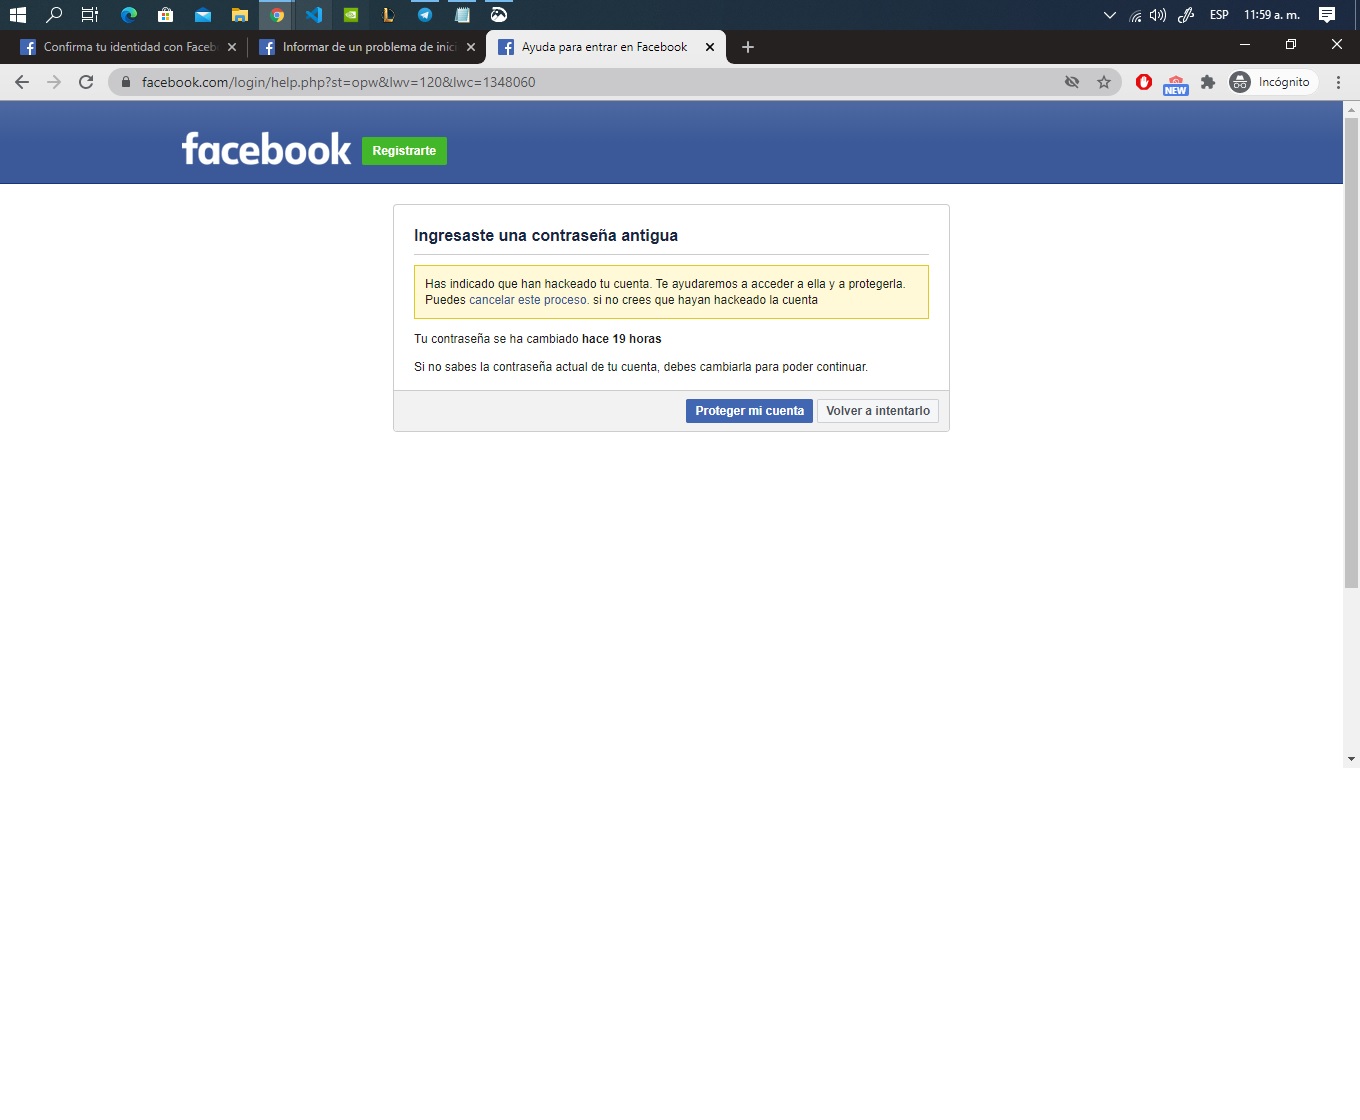 ESP
11:59 a. m.
Confirma tu identidad con Faceb
Informar de un problema de inici
Ayuda para entrar en Facebook
facebook.com/login/help.php?st=opw&lwv=120&lwc=1348060
NEW
Incógnito
facebook
Registrarte
Ingresaste una contraseña antigua
Has indicado que han hackeado tu cuenta. Te ayudaremos a acceder a ella y a protegerla.
Puedes cancelar este proceso. si no crees que hayan hackeado la cuenta
Tu contraseña se ha cambiado hace 19 horas
Si no sabes la contraseña actual de tu cuenta, debes cambiarla para poder continuar.
Proteger mi cuenta
Volver a intentarlo